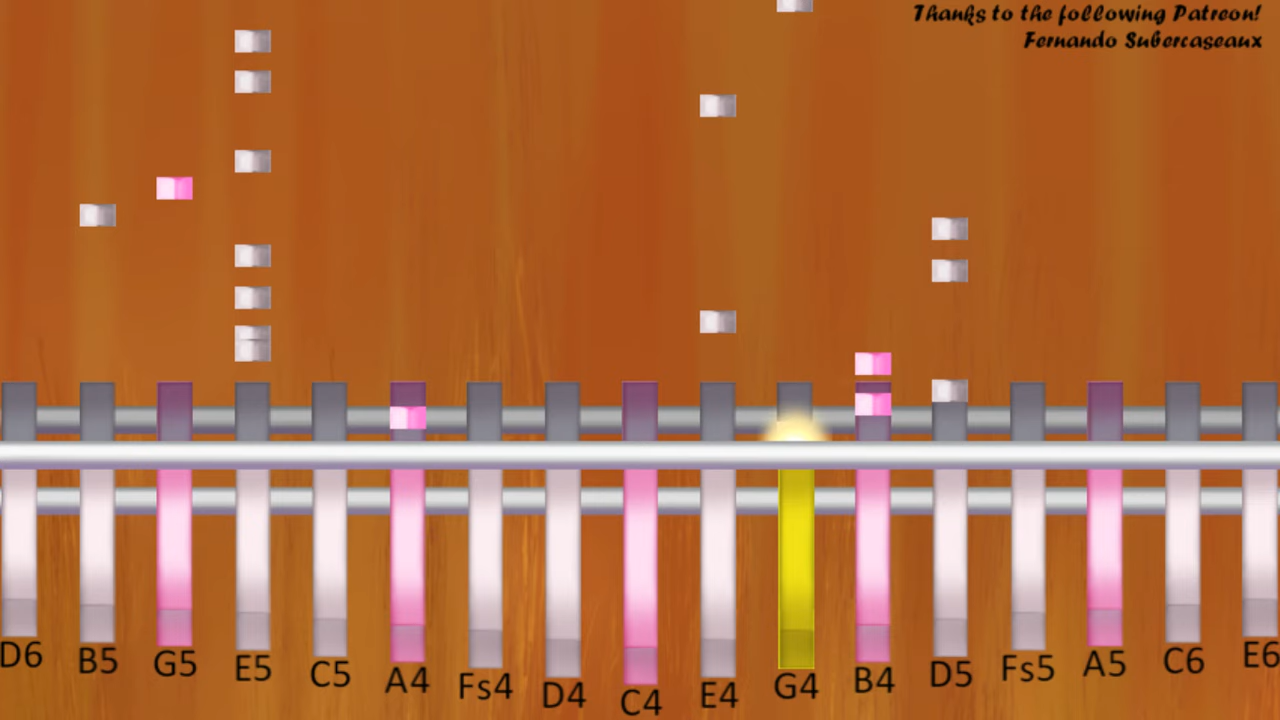 Thanks to the following Patreon!
Fernando Subercaseaux
D6 B5 G5 E5 C5 A4 Fs4 D4 C4 E4 G4 B4 D5 Fs5 A5 C6 E6